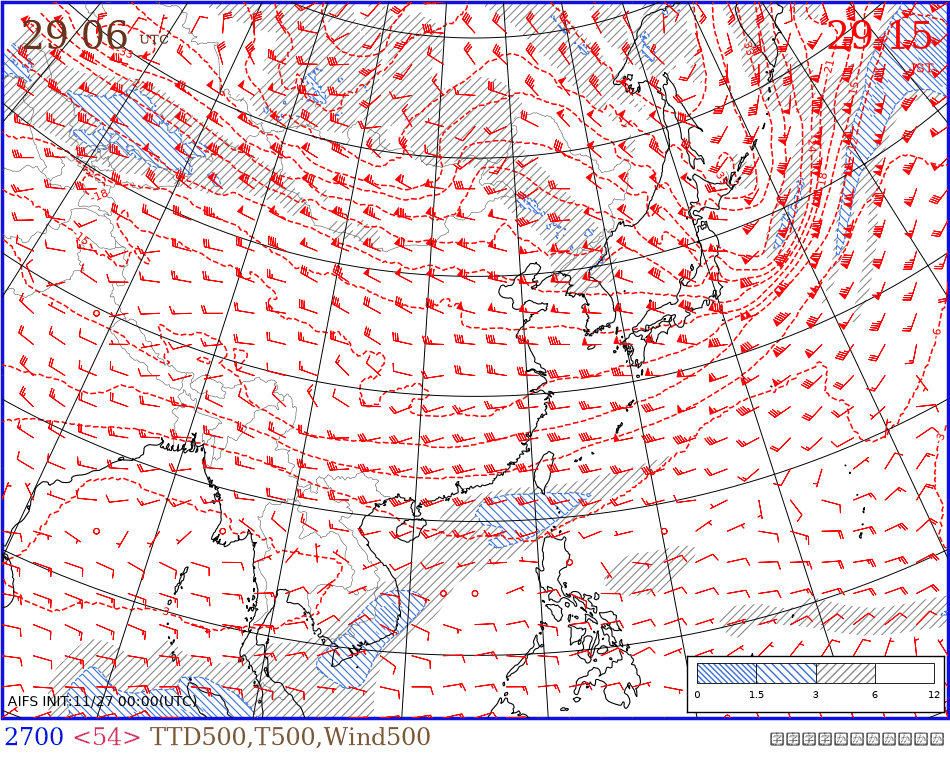 29 06 UTC
29 15 JST
0 1.5 3 6 12
AIFS INIT:11/27 00:00(UTC)
2700 <54> TTD500,T500,Wind500